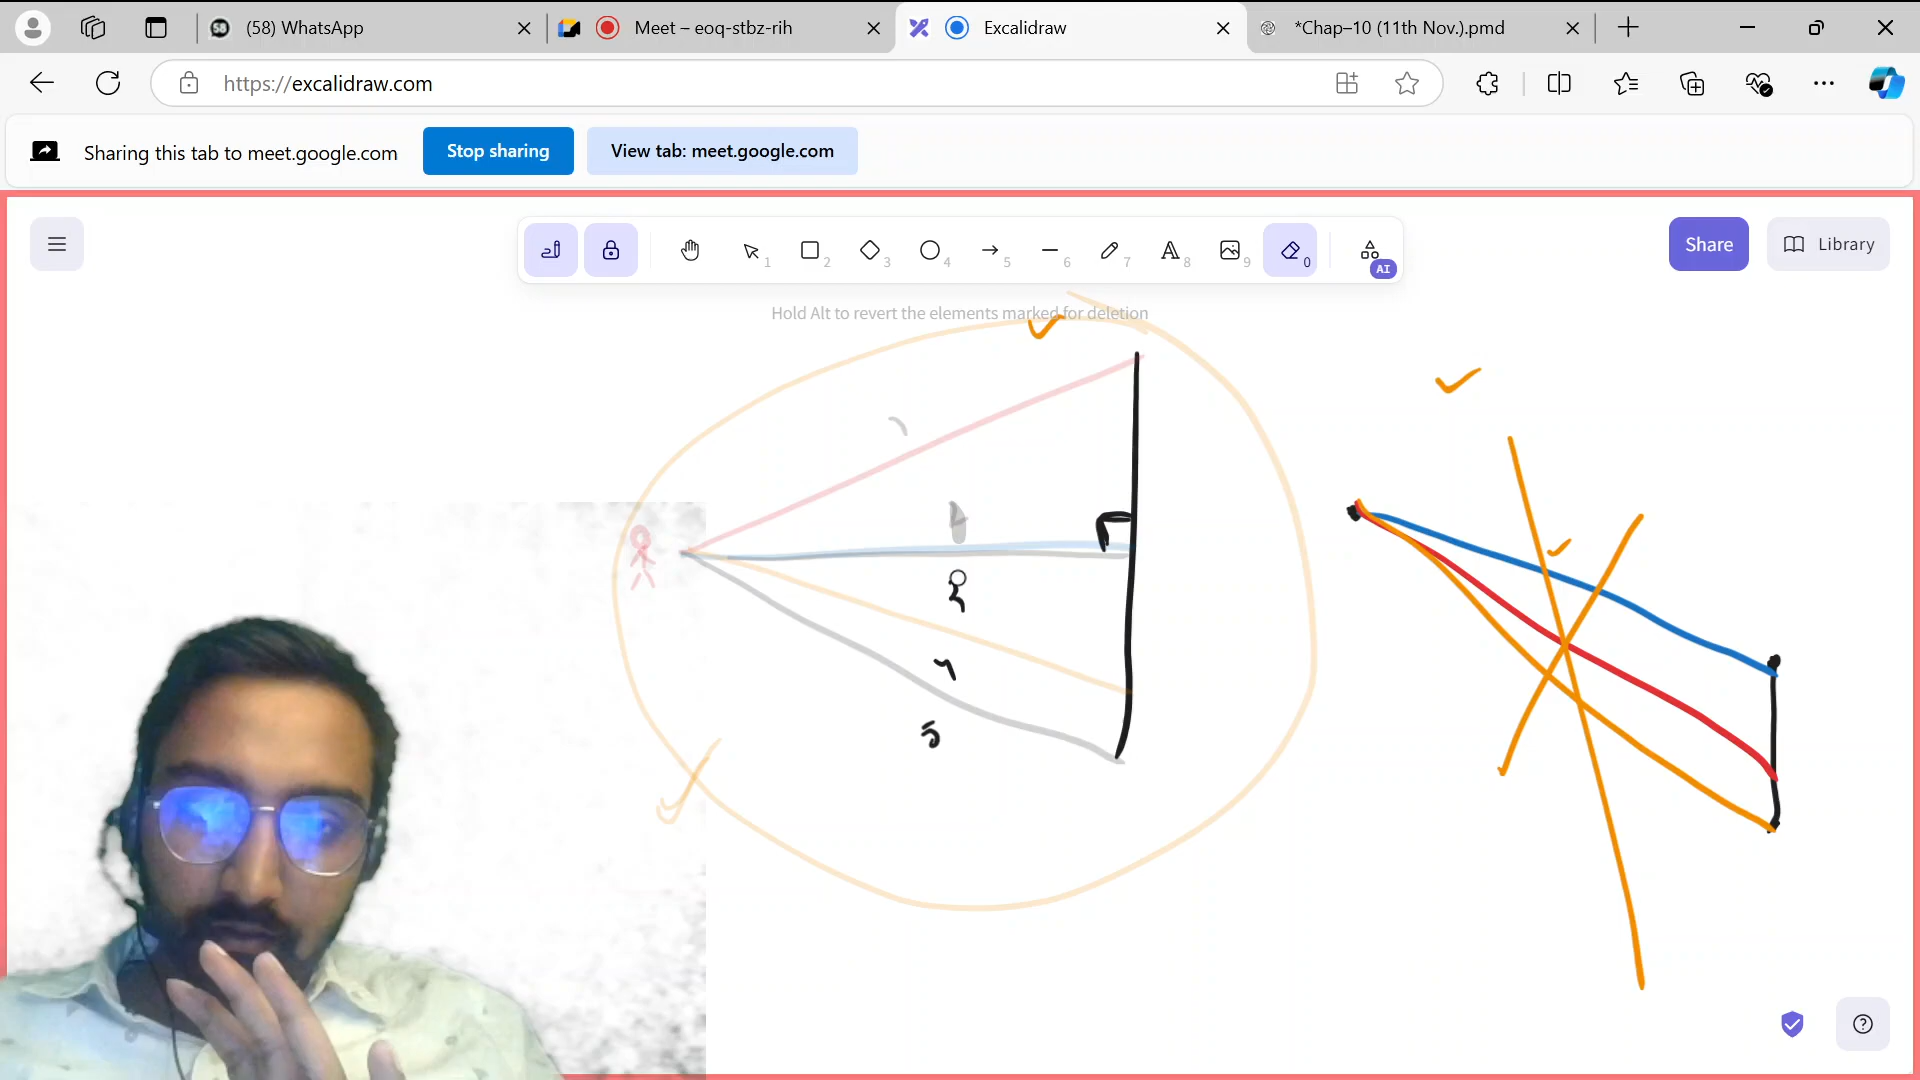 58 (58) WhatsApp
Meet – eoq-stbz-rih
Excalidraw
*Chap–10 (11th Nov.).pmd
https://excalidraw.com
Sharing this tab to meet.google.com
Stop sharing
View tab: meet.google.com
1 2 3 4 5 6 7 A 8 9 0 AI
Share
Library
Hold Alt to revert the elements marked for deletion
5